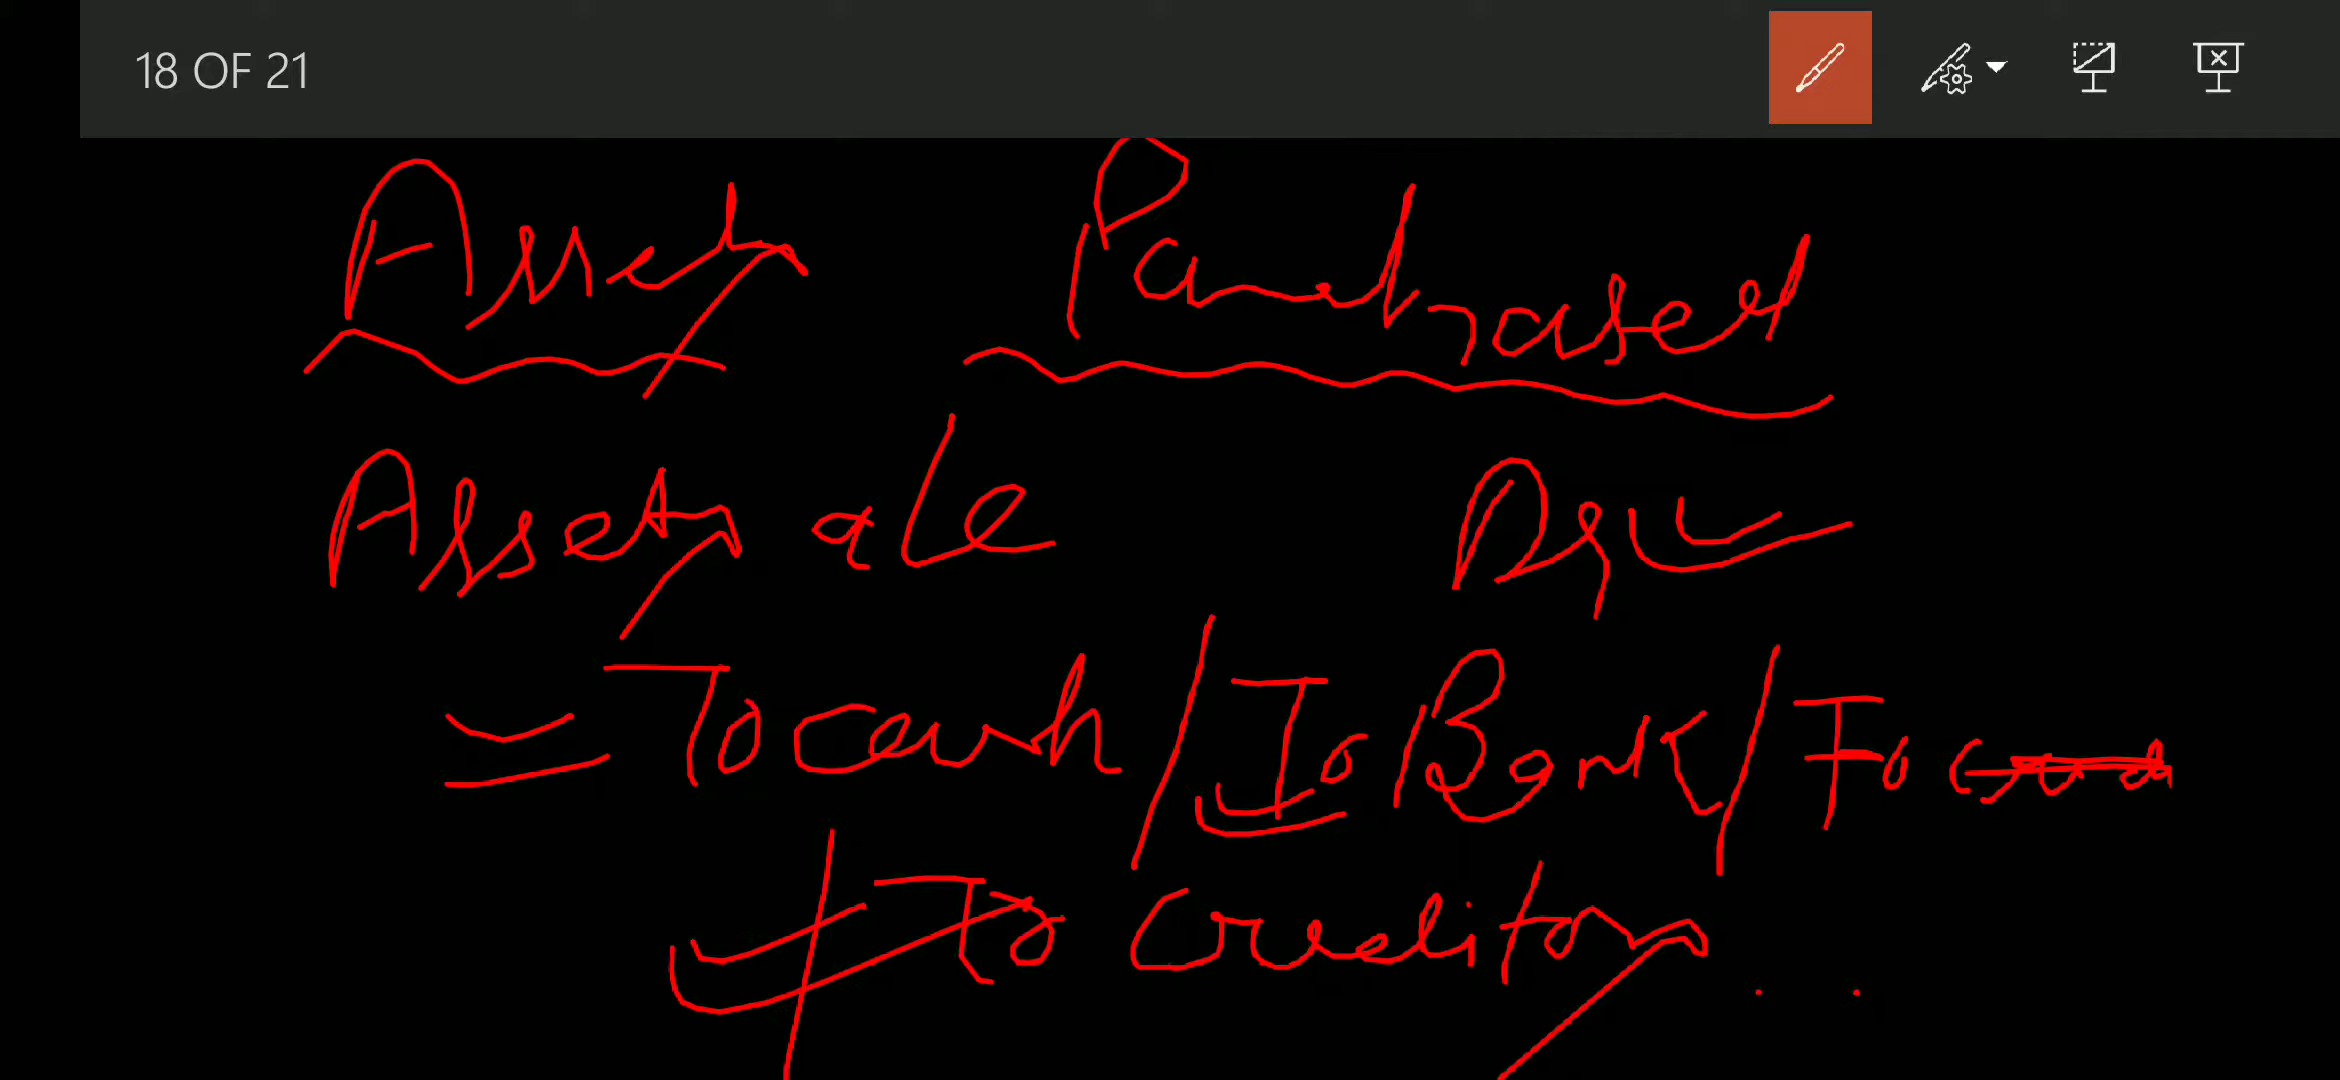 18 OF 21
Assets Purchased
Assets a/c Dr
= To cash / To Bank / To
/ To Creditors ..